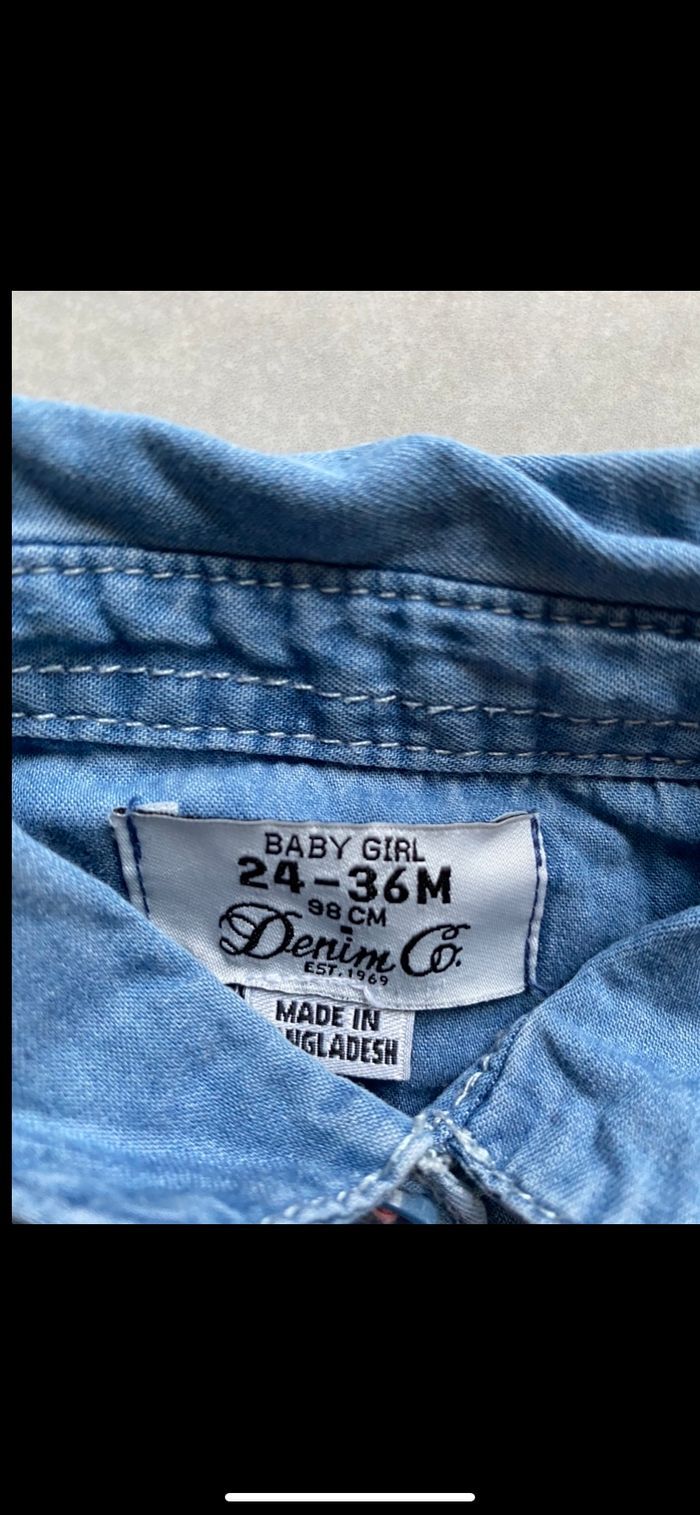 BABY GIRL
24-36M
98 CM
Denim Co.
EST. 1969
MADE IN
NGLADESH